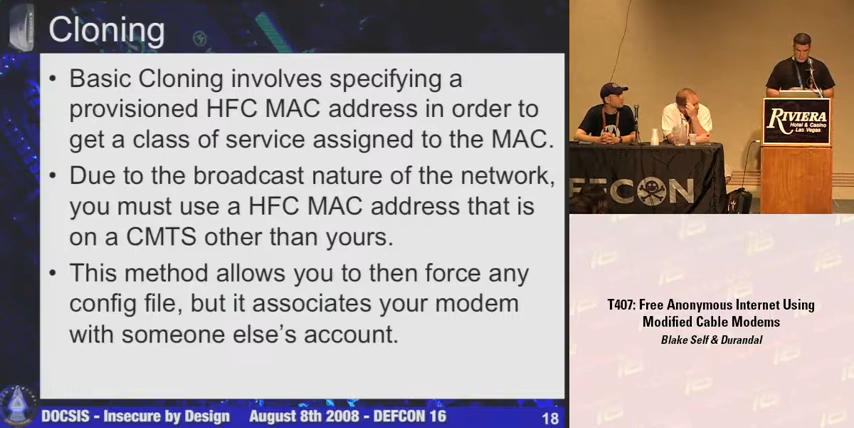 Cloning
• Basic Cloning involves specifying a
provisioned HFC MAC address in order to
get a class of service assigned to the MAC.
• Due to the broadcast nature of the network,
you must use a HFC MAC address that is
on a CMTS other than yours.
• This method allows you to then force any
config file, but it associates your modem
with someone else's account.
DOCSIS - Insecure by Design August 8th 2008 - DEFCON 16 18
RIVIERA
Hotel & Casino
Las Vegas
DEFCON
T407: Free Anonymous Internet Using
Modified Cable Modems
Blake Self & Durandal